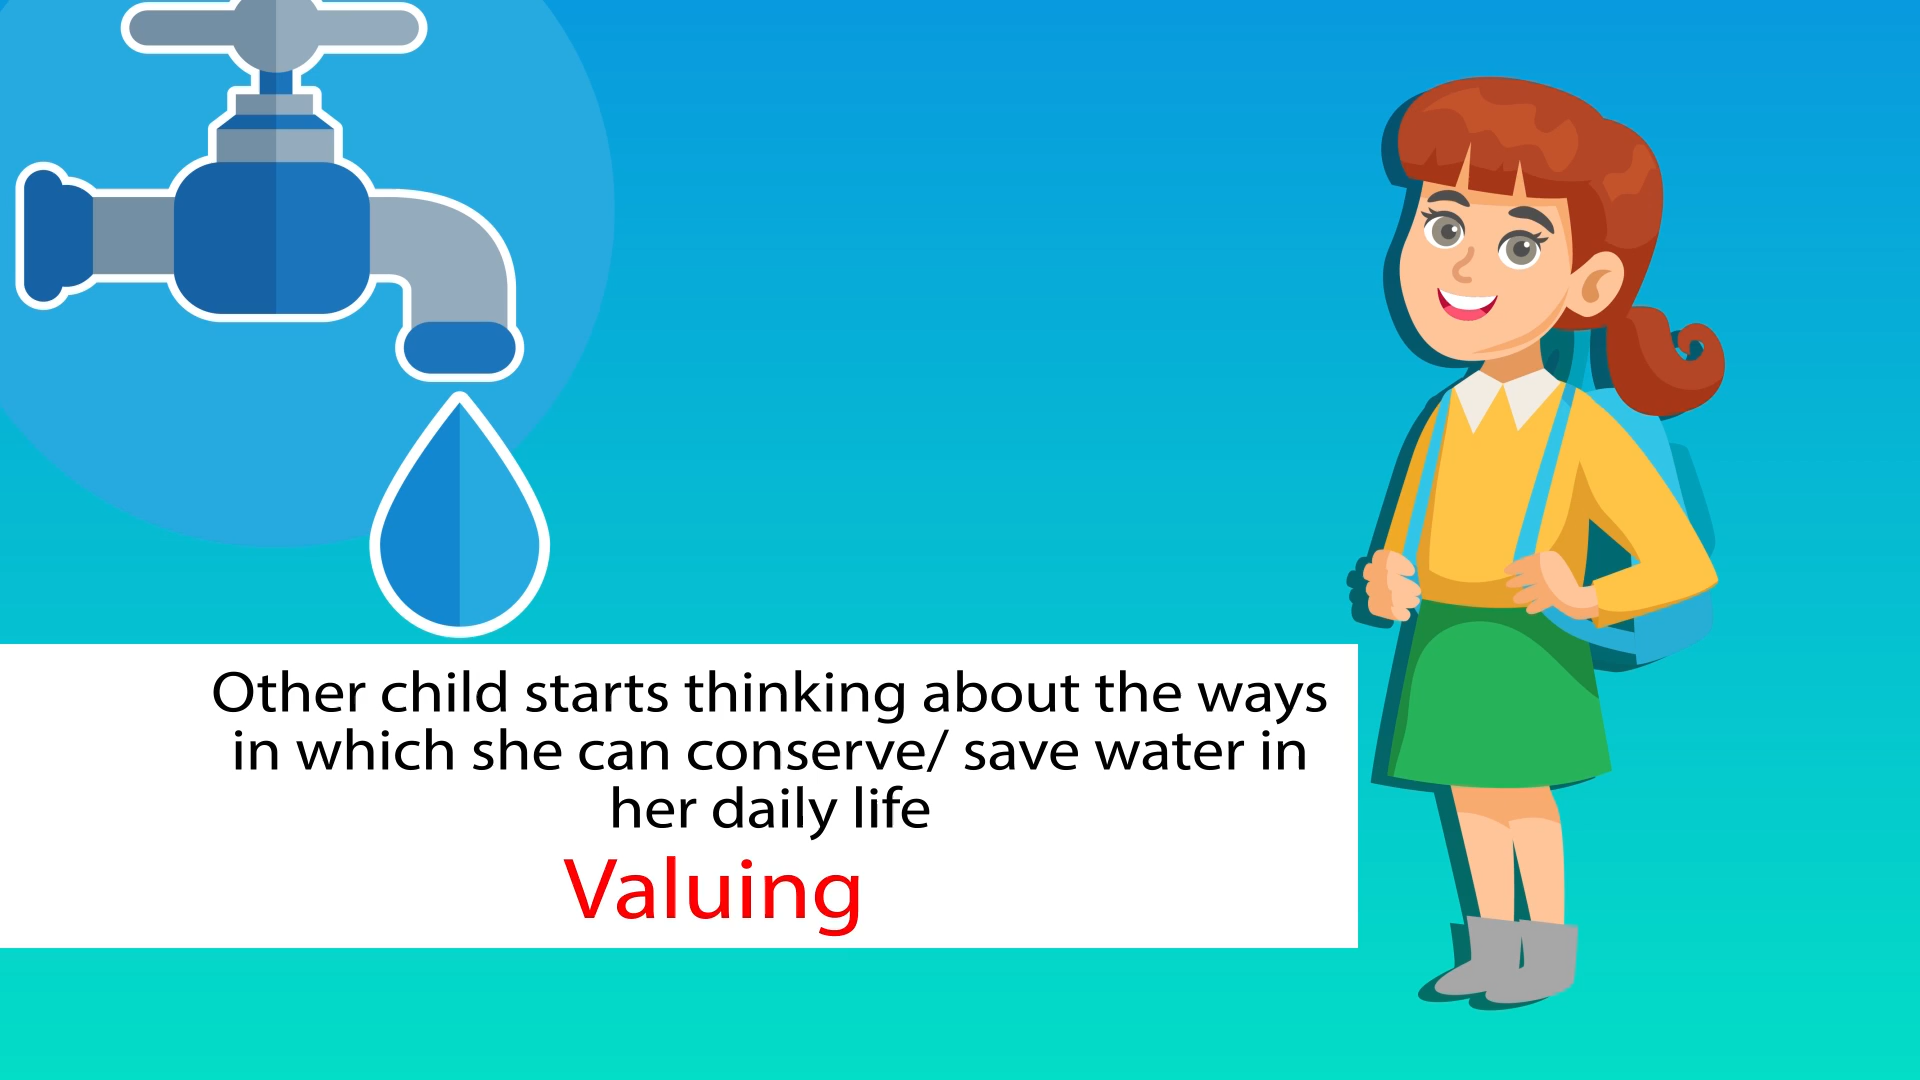 Other child starts thinking about the ways
in which she can conserve/ save water in
her daily life
Valuing